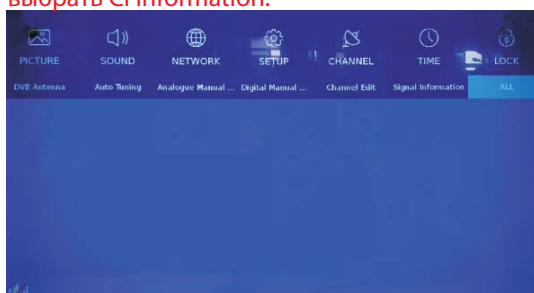 выбрать CI Information.
PICTURE SOUND NETWORK SETUP CHANNEL TIME LOCK
DVB Antenna Auto Tuning Analogue Manual ... Digital Manual ... Channel Edit Signal Information ALL